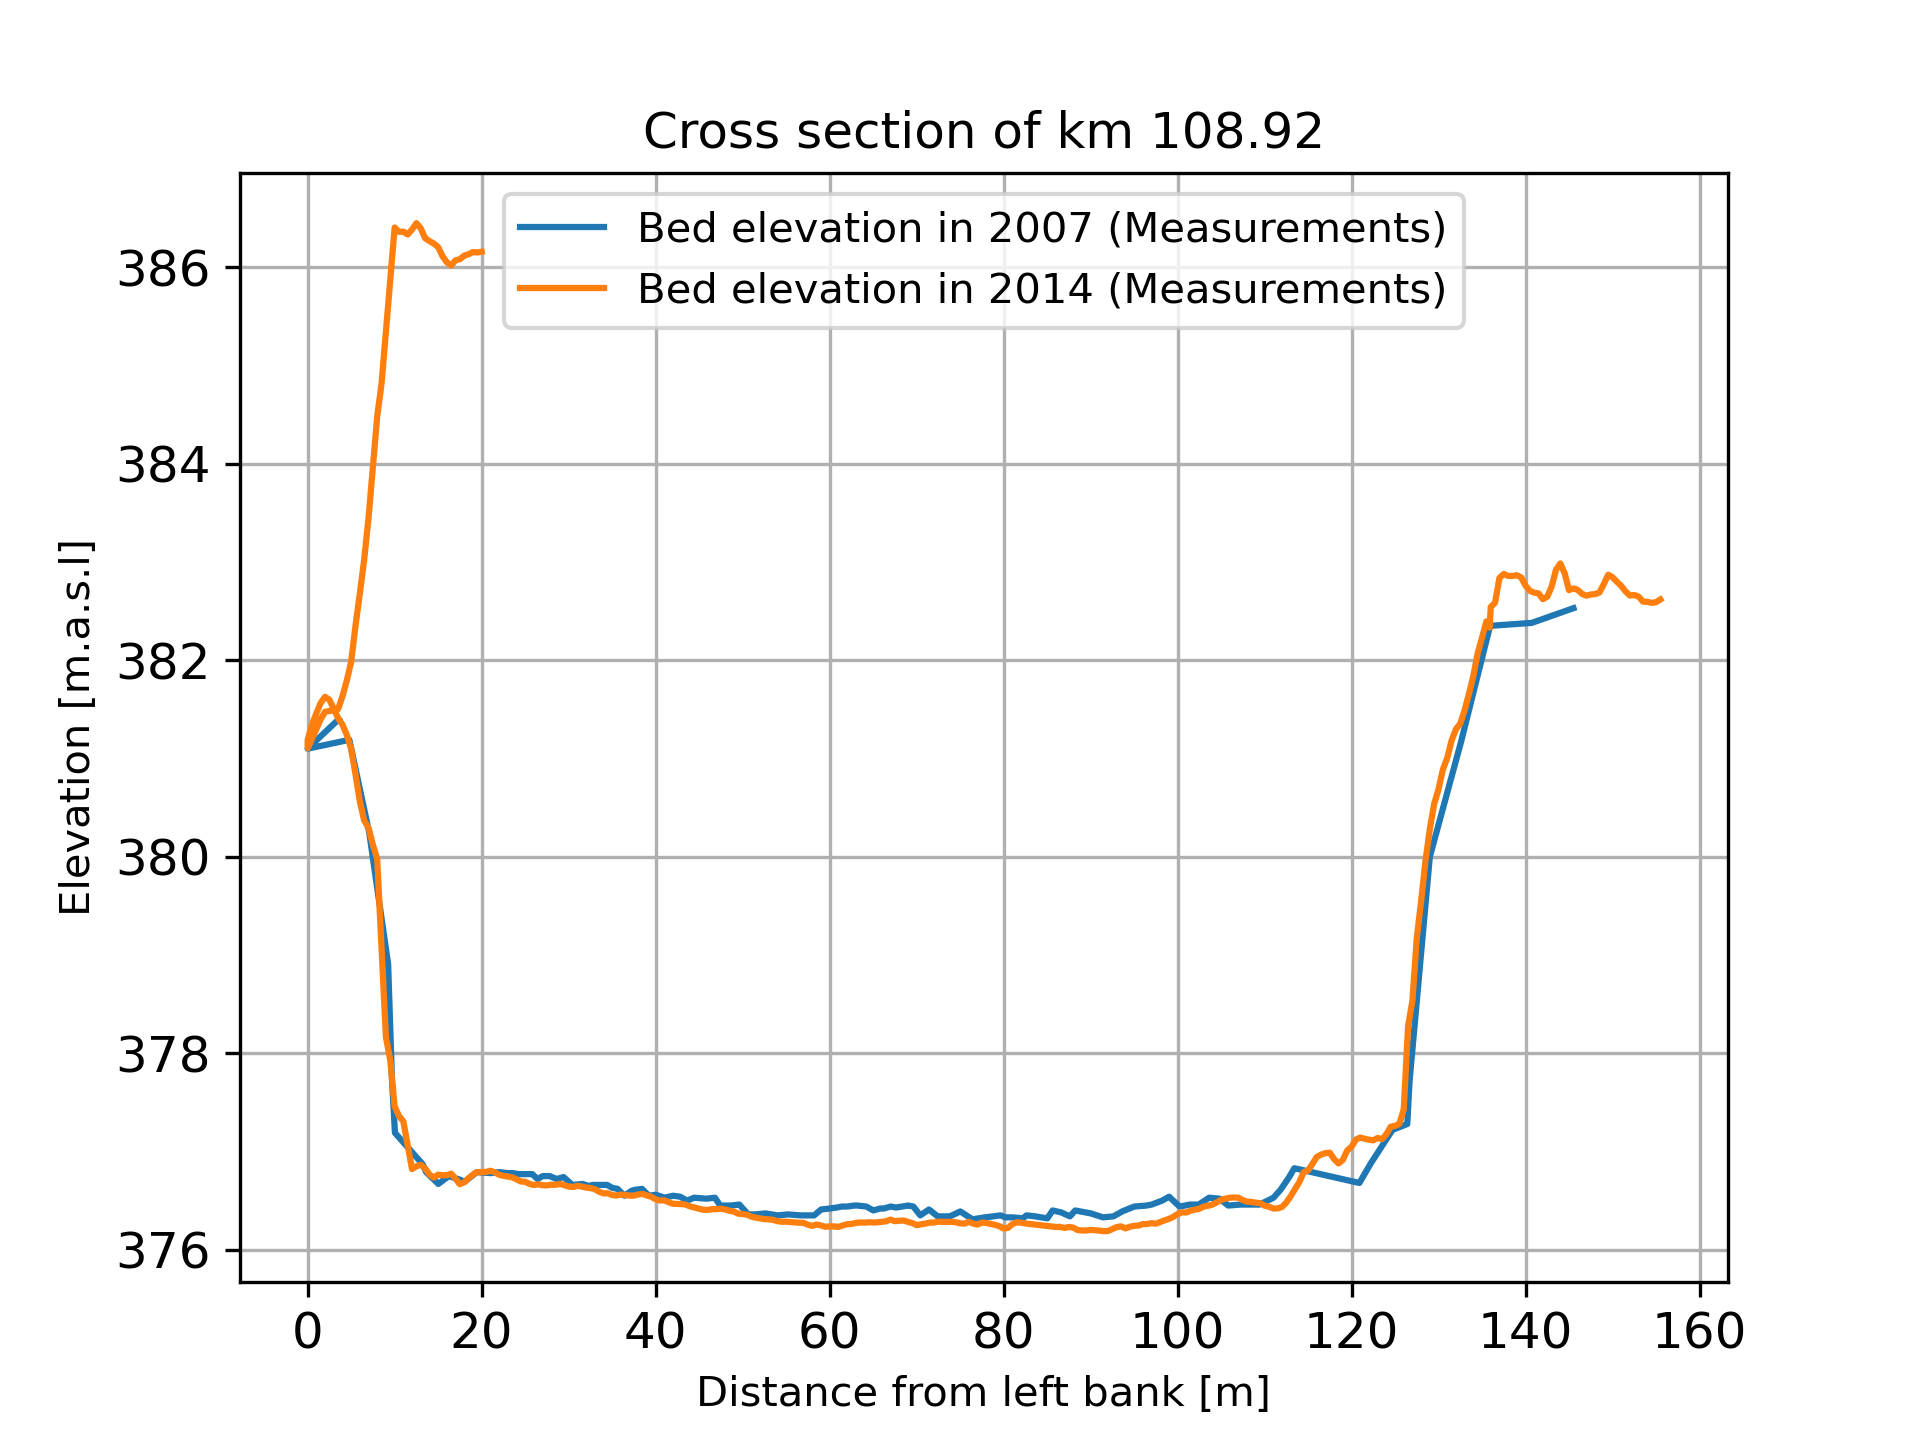 Cross section of km 108.92
Bed elevation in 2007 (Measurements)
Bed elevation in 2014 (Measurements)
Elevation [m.a.s.l]
386
384
382
380
378
376
0 20 40 60 80 100 120 140 160
Distance from left bank [m]